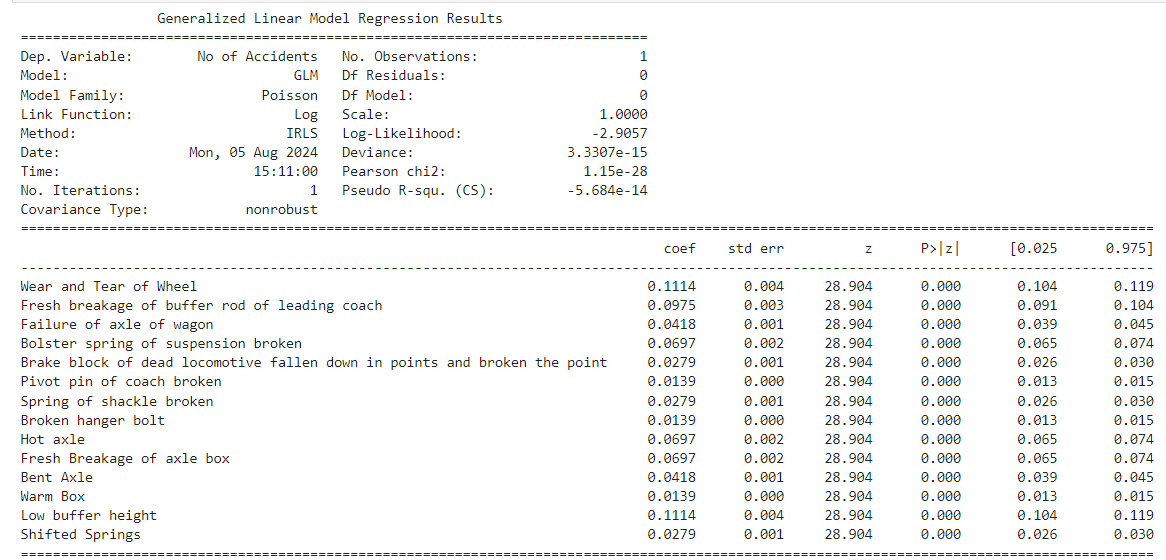 Generalized Linear Model Regression Results
==============================================================================
Dep. Variable: No of Accidents No. Observations: 1
Model: GLM Df Residuals: 0
Model Family: Poisson Df Model: 0
Link Function: Log Scale: 1.0000
Method: IRLS Log-Likelihood: -2.9057
Date: Mon, 05 Aug 2024 Deviance: 3.3307e-15
Time: 15:11:00 Pearson chi2: 1.15e-28
No. Iterations: 1 Pseudo R-squ. (CS): -5.684e-14
Covariance Type: nonrobust
==============================================================================
coef std err z P>|z| [0.025 0.975]
------------------------------------------------------------------------------
Wear and Tear of Wheel 0.1114 0.004 28.904 0.000 0.104 0.119
Fresh breakage of buffer rod of leading coach 0.0975 0.003 28.904 0.000 0.091 0.104
Failure of axle of wagon 0.0418 0.001 28.904 0.000 0.039 0.045
Bolster spring of suspension broken 0.0697 0.002 28.904 0.000 0.065 0.074
Brake block of dead locomotive fallen down in points and broken the point 0.0279 0.001 28.904 0.000 0.026 0.030
Pivot pin of coach broken 0.0139 0.000 28.904 0.000 0.013 0.015
Spring of shackle broken 0.0279 0.001 28.904 0.000 0.026 0.030
Broken hanger bolt 0.0139 0.000 28.904 0.000 0.013 0.015
Hot axle 0.0697 0.002 28.904 0.000 0.065 0.074
Fresh Breakage of axle box 0.0697 0.002 28.904 0.000 0.065 0.074
Bent Axle 0.0418 0.001 28.904 0.000 0.039 0.045
Warm Box 0.0139 0.000 28.904 0.000 0.013 0.015
Low buffer height 0.1114 0.004 28.904 0.000 0.104 0.119
Shifted Springs 0.0279 0.001 28.904 0.000 0.026 0.030
==============================================================================